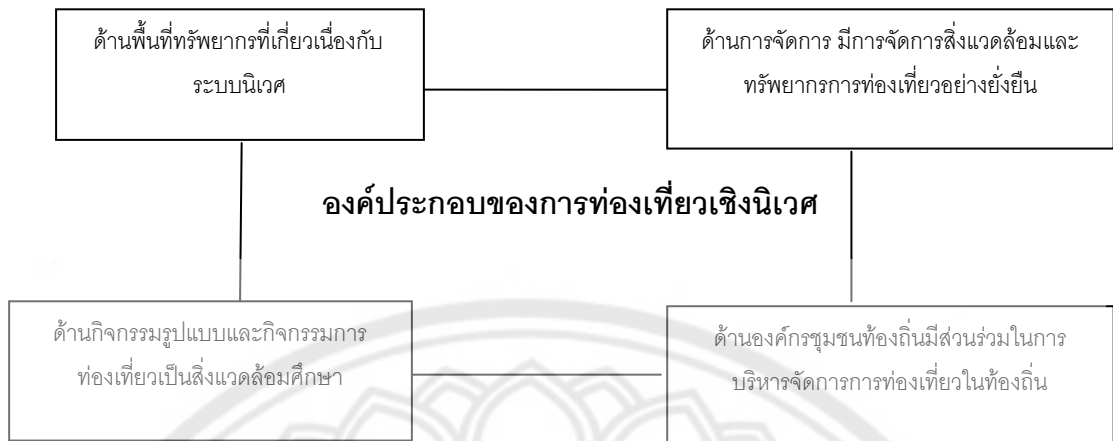 ด้านพื้นที่ทรัพยากรที่เกี่ยวเนื่องกับ
ระบบนิเวศ
ด้านการจัดการ มีการจัดการสิ่งแวดล้อมและ
ทรัพยากรการท่องเที่ยวอย่างยั่งยืน
องค์ประกอบของการท่องเที่ยวเชิงนิเวศ
ด้านกิจกรรมรูปแบบและกิจกรรมการ
ท่องเที่ยวเป็นสิ่งแวดล้อมศึกษา
ด้านองค์กรชุมชนท้องถิ่นมีส่วนร่วมในการ
บริหารจัดการการท่องเที่ยวในท้องถิ่น